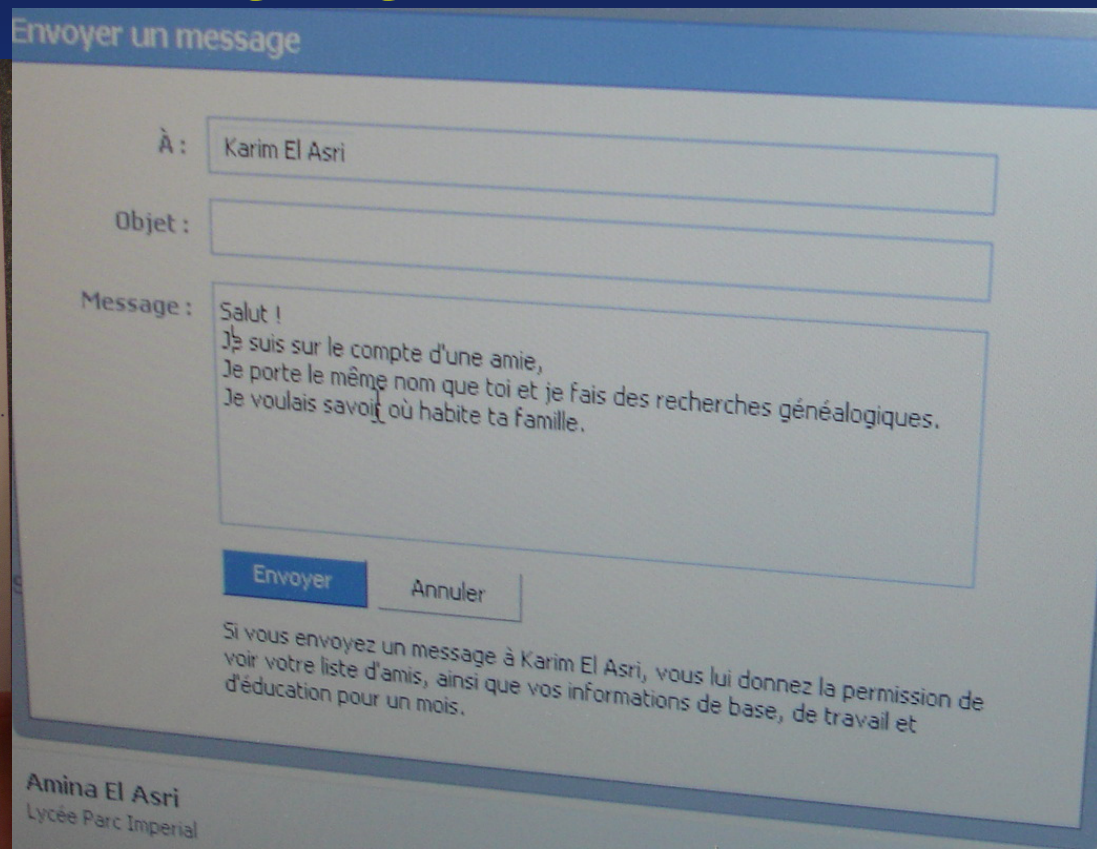 Envoyer un message
À : Karim El Asri
Objet :
Message : Salut !
Je suis sur le compte d'une amie,
Je porte le même nom que toi et je fais des recherches généalogiques.
Je voulais savoir où habite ta famille.
Envoyer Annuler
Si vous envoyez un message à Karim El Asri, vous lui donnez la permission de
voir votre liste d'amis, ainsi que vos informations de base, de travail et
d'éducation pour un mois.
Amina El Asri
Lycée Parc Imperial